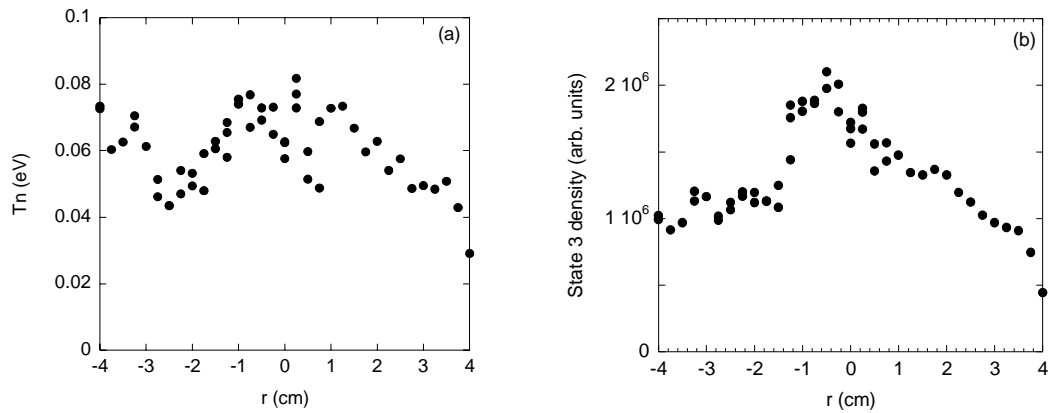 (a)
Tn (eV)
0.1
0.08
0.06
0.04
0.02
0
-4 -3 -2 -1 0 1 2 3 4
r (cm)
(b)
State 3 density (arb. units)
2 10⁶
1 10⁶
0
-4 -3 -2 -1 0 1 2 3 4
r (cm)